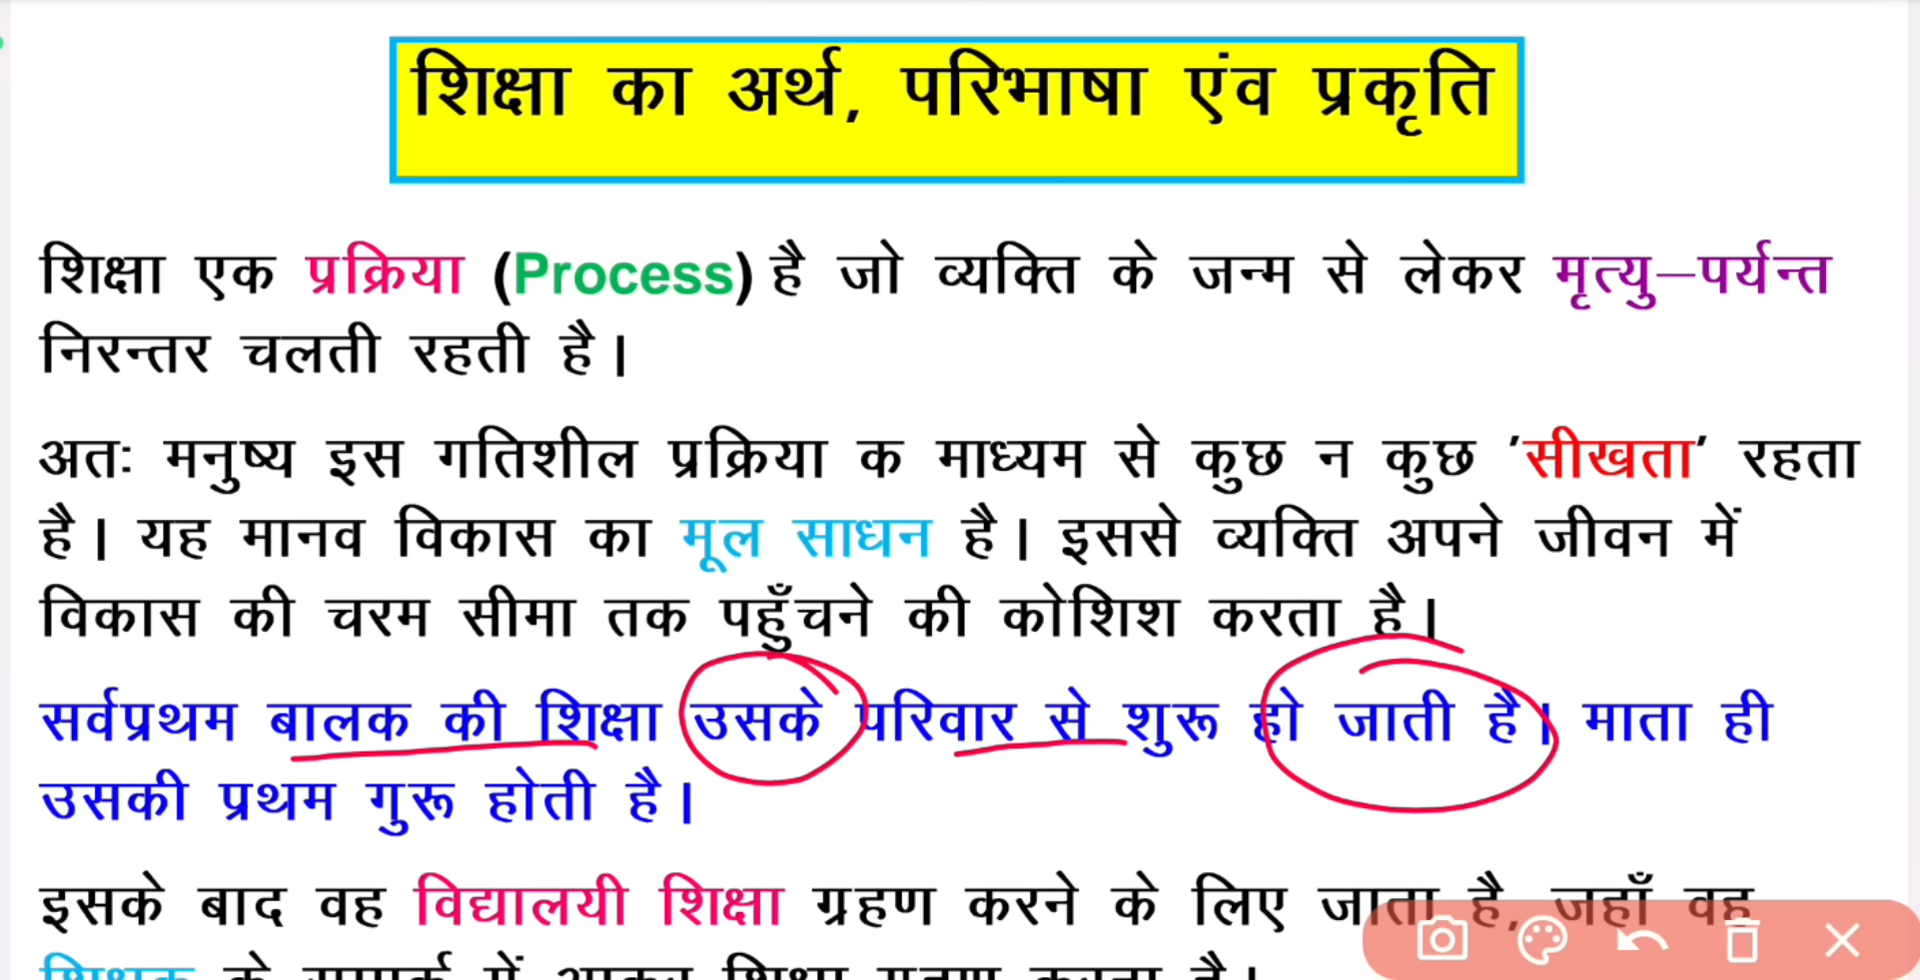 शिक्षा का अर्थ, परिभाषा एंव प्रकृति
शिक्षा एक प्रक्रिया (Process) है जो व्यक्ति के जन्म से लेकर मृत्यु–पर्यन्त
निरन्तर चलती रहती है।
अतः मनुष्य इस गतिशील प्रक्रिया क माध्यम से कुछ न कुछ ’सीखता’ रहता
है। यह मानव विकास का मूल साधन है। इससे व्यक्ति अपने जीवन में
विकास की चरम सीमा तक पहुँचने की कोशिश करता है।
सर्वप्रथम बालक की शिक्षा उसके परिवार से शुरू हो जाती है। माता ही
उसकी प्रथम गुरू होती है।
इसके बाद वह विद्यालयी शिक्षा ग्रहण करने के लिए जाता है, जहाँ वह